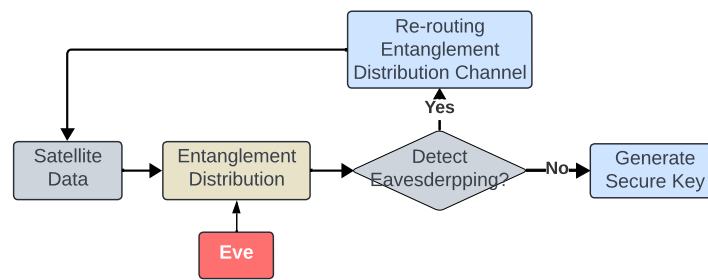 Re-routing
Entanglement
Distribution Channel
Yes
Satellite
Data
Entanglement
Distribution
Detect
Eavesderpping?
No
Generate
Secure Key
Eve